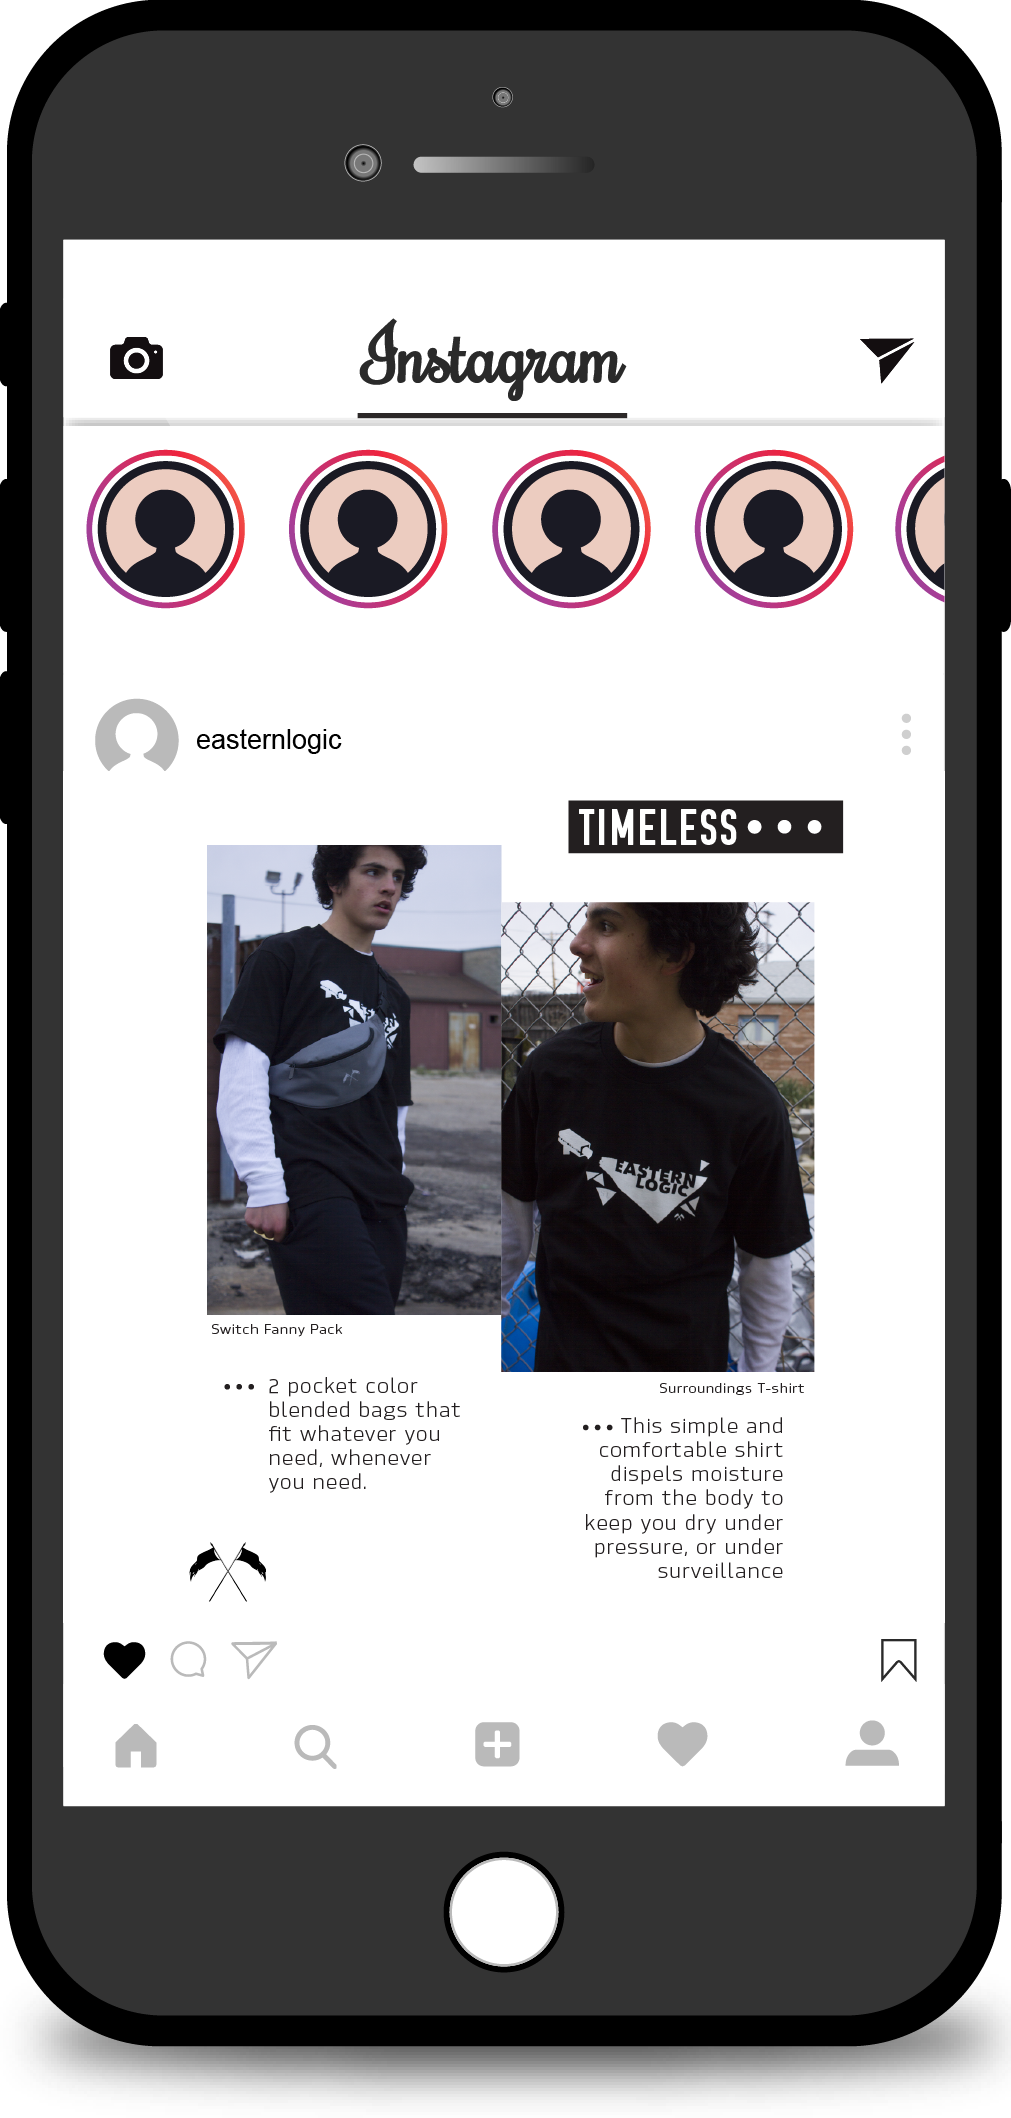 Instagram
easternlogic
TIMELESS•••
EASTERN
LOGIC
Switch Fanny Pack
••• 2 pocket color
blended bags that
fit whatever you
need, whenever
you need.
Surroundings T-shirt
••• This simple and
comfortable shirt
dispels moisture
from the body to
keep you dry under
pressure, or under
surveillance